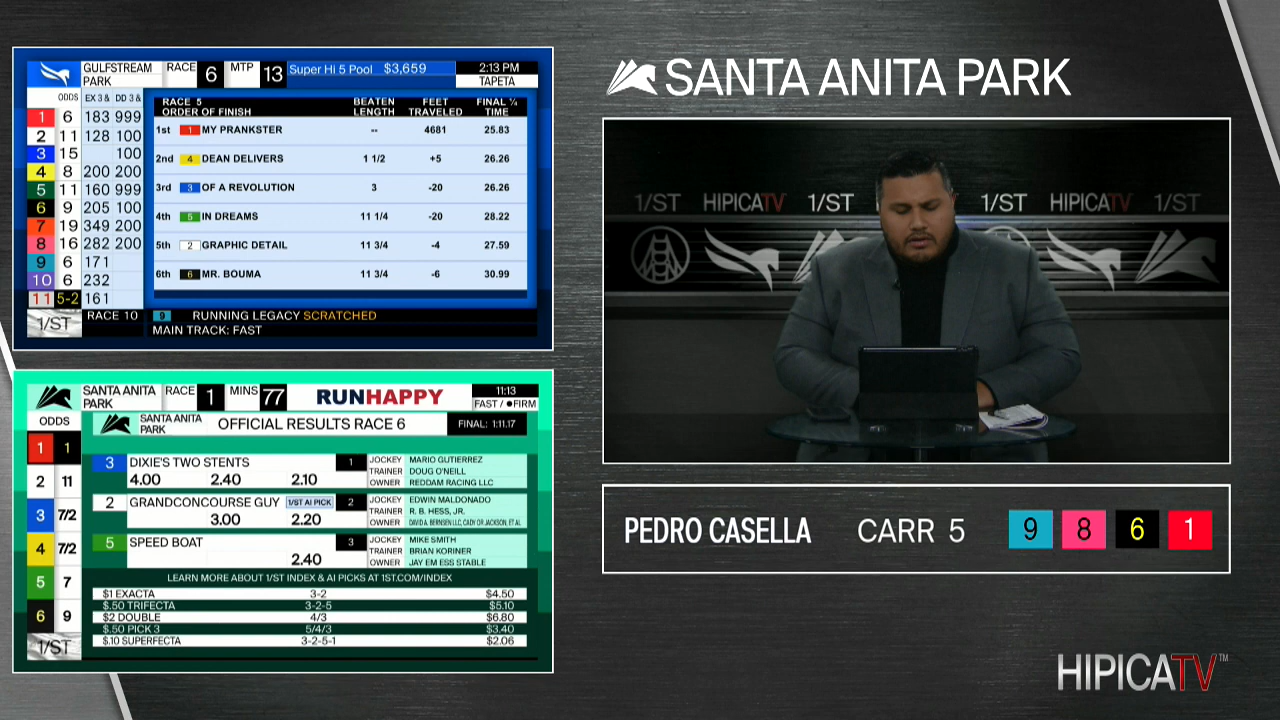 GULFSTREAM PARK RACE 6 MTP 13 Super Hi 5 Pool $3,659 2:13 PM TAPETA
ODDS EX 3 & DD 3 &
1 6 183 999
2 11 128 100
3 15 100
4 8 200 200
5 11 160 999
6 9 205 100
7 19 349 200
8 16 282 200
9 6 171
10 6 232
11 5-2 161
1/ST
RACE 5
ORDER OF FINISH BEATEN LENGTH FEET TRAVELED FINAL ¼ TIME
1st 1 MY PRANKSTER -- 4681 25.83
2nd 4 DEAN DELIVERS 1 1/2 +5 26.26
3rd 3 OF A REVOLUTION 3 -20 26.26
4th 5 IN DREAMS 11 1/4 -20 28.22
5th 2 GRAPHIC DETAIL 11 3/4 -4 27.59
6th 6 MR. BOUMA 11 3/4 -6 30.99
RACE 10 9 RUNNING LEGACY SCRATCHED
MAIN TRACK: FAST
SANTA ANITA PARK RACE 1 MINS 77 RUNHAPPY 11:13 FAST / FIRM
ODDS
1 1
2 11
3 7/2
4 7/2
5 7
6 9
1/ST
SANTA ANITA PARK OFFICIAL RESULTS RACE 6 FINAL: 1:11.17
3 DIXIE'S TWO STENTS 1 JOCKEY MARIO GUTIERREZ
4.00 2.40 2.10 TRAINER DOUG O'NEILL
OWNER REDDAM RACING LLC
2 GRANDCONCOURSE GUY 1/ST AI PICK 2 JOCKEY EDWIN MALDONADO
3.00 2.20 TRAINER R. B. HESS, JR.
OWNER DAVID A. BERNSEN LLC, CADY OR JACKSON, ET AL
5 SPEED BOAT 3 JOCKEY MIKE SMITH
2.40 TRAINER BRIAN KORINER
OWNER JAY EM ESS STABLE
LEARN MORE ABOUT 1/ST INDEX & AI PICKS AT 1ST.COM/INDEX
$1 EXACTA 3-2 $4.50
$.50 TRIFECTA 3-2-5 $5.10
$2 DOUBLE 4/3 $6.80
$.50 PICK 3 5/4/3 $3.40
$.10 SUPERFECTA 3-2-5-1 $2.06
SANTA ANITA PARK
1/ST HIPICATV 1/ST 1/ST HIPICATV 1/ST
PEDRO CASELLA CARR 5 9 8 6 1
HIPICATV™